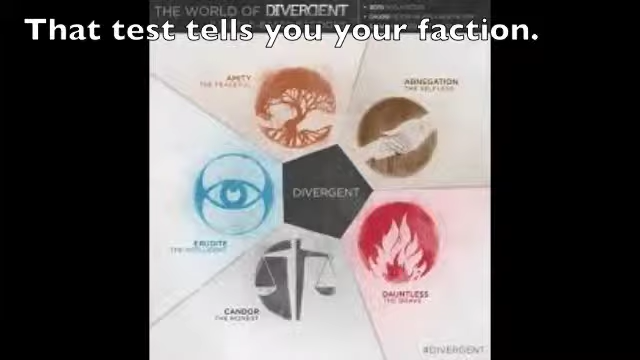 THE WORLD OF DIVERGENT
That test tells you your faction.
AMITY
THE PEACEFUL
ABNEGATION
THE SELFLESS
DIVERGENT
ERUDITE
THE INTELLIGENT
DAUNTLESS
THE BRAVE
CANDOR
THE HONEST
#DIVERGENT